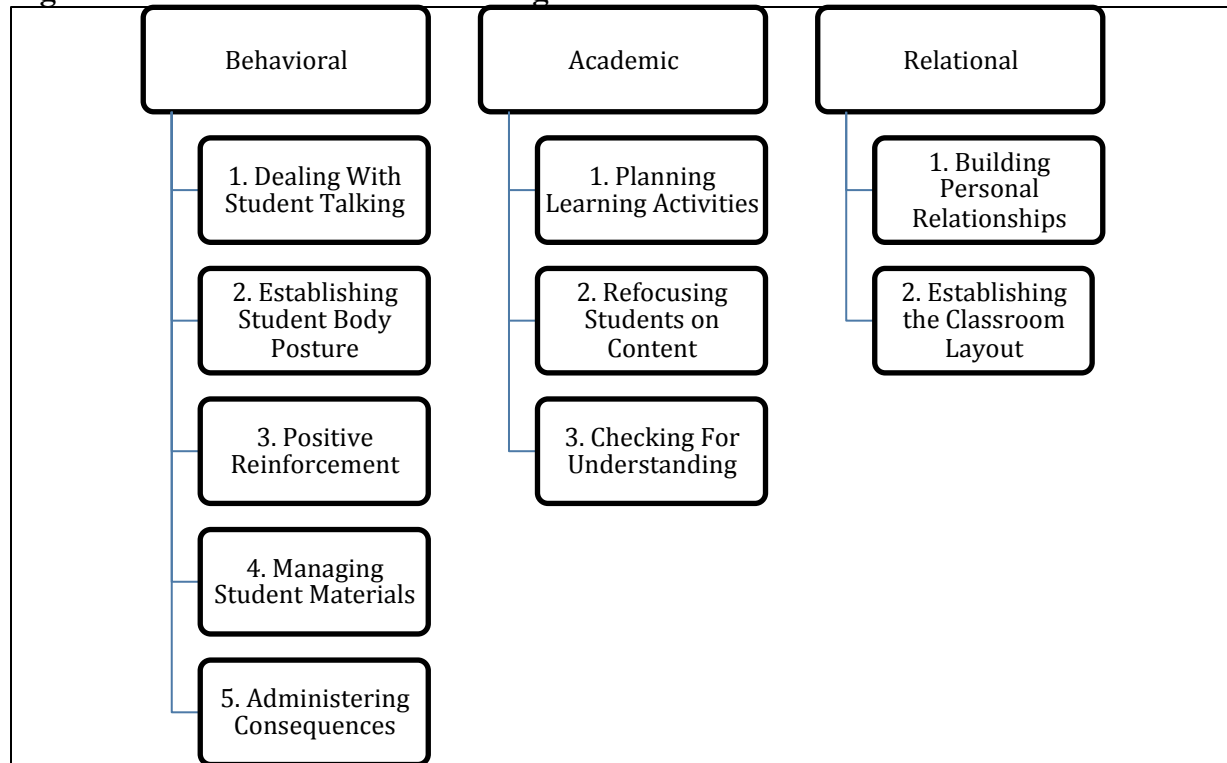 Behavioral
1. Dealing With
Student Talking
2. Establishing
Student Body
Posture
3. Positive
Reinforcement
4. Managing
Student Materials
5. Administering
Consequences
Academic
1. Planning
Learning Activities
2. Refocusing
Students on
Content
3. Checking For
Understanding
Relational
1. Building
Personal
Relationships
2. Establishing
the Classroom
Layout